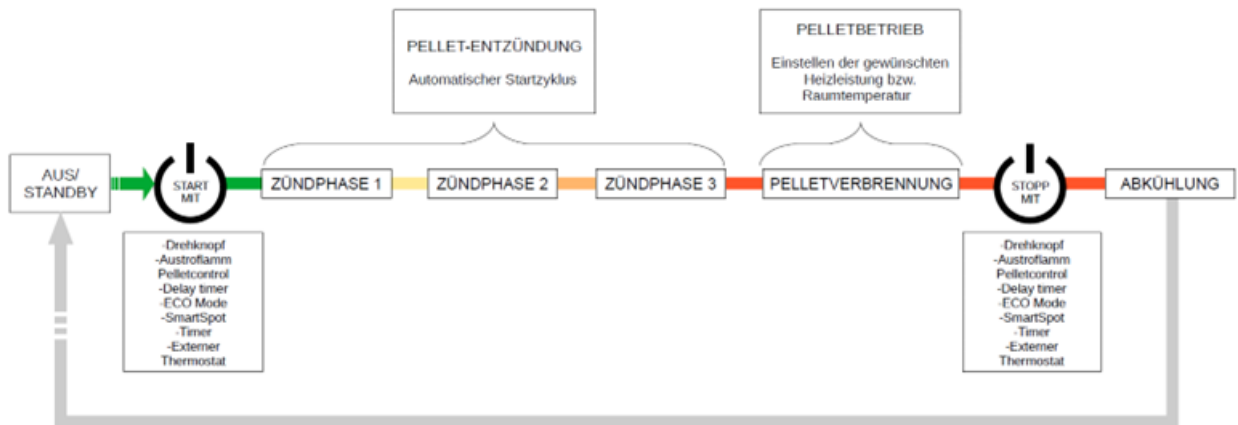 PELLET-ENTZÜNDUNG
Automatischer Startzyklus
PELLETBETRIEB
Einstellen der gewünschten
Heizleistung bzw.
Raumtemperatur
AUS/
STANDBY
START
MIT
ZÜNDPHASE 1
ZÜNDPHASE 2
ZÜNDPHASE 3
PELLETVERBRENNUNG
STOPP
MIT
ABKÜHLUNG
-Drehknopf
-Austroflamm
Pelletcontrol
-Delay timer
-ECO Mode
-SmartSpot
-Timer
-Externer
Thermostat
-Drehknopf
-Austroflamm
Pelletcontrol
-Delay timer
-ECO Mode
-SmartSpot
-Timer
-Externer
Thermostat